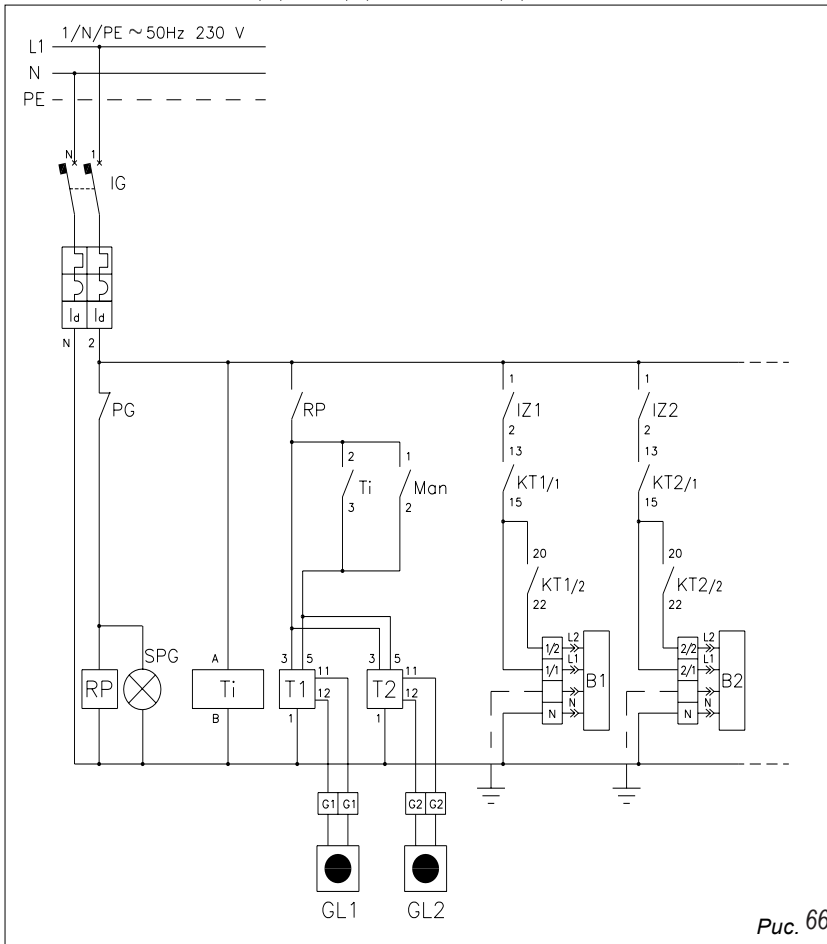 1/N/PE ~ 50Hz 230 V
L1
N
PE
N 1
IG
Id Id
N 2
1 1
PG RP IZ1 IZ2
2 2
2 1 13 13
Ti Man KT1/1 KT2/1
3 2 15 15
20 20
KT1/2 KT2/2
22 22
SPG A 3 5 3 5 1/2 L2 2/2 L2
RP Ti T1 11 T2 11 1/1 L1 B1 2/1 L1 B2
12 12
B 1 1 N N N N
G1 G1 G2 G2
GL1 GL2
Рис. 66